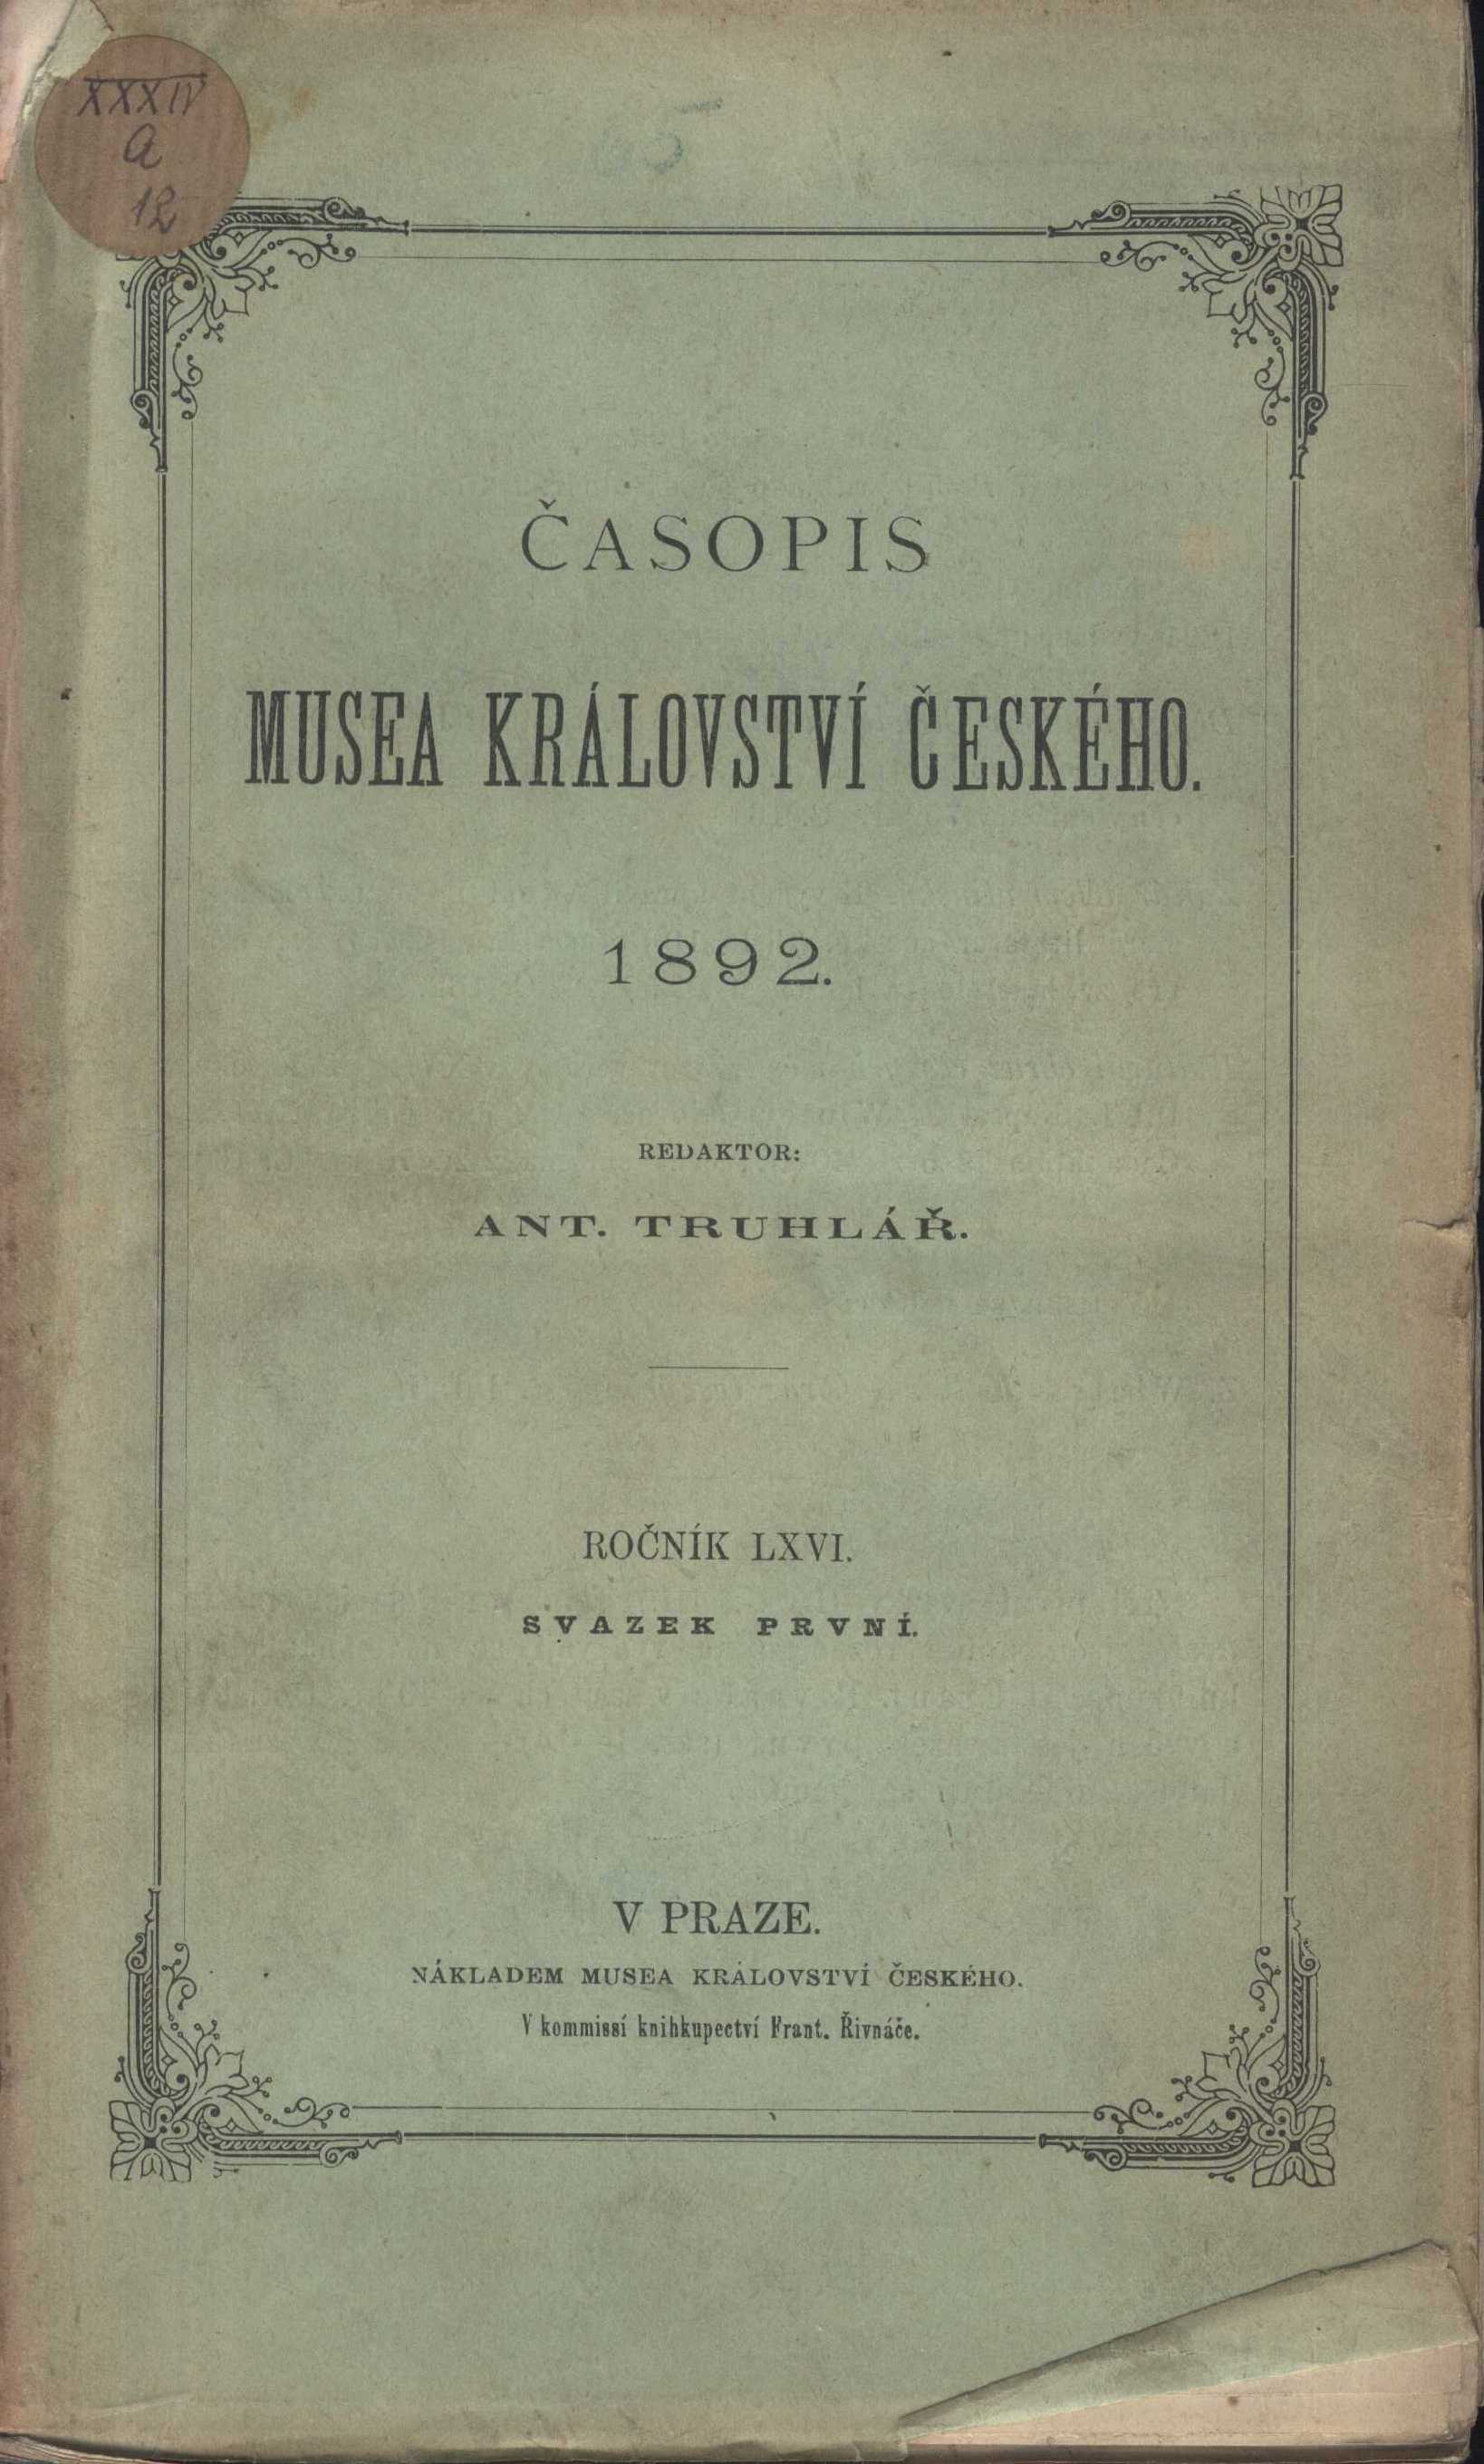 XXXIV
a
12
ČASOPIS
MUSEA KRÁLOVSTVÍ ČESKÉHO.
1892.
REDAKTOR:
ANT. TRUHLÁŘ.
ROČNÍK LXVI.
SVAZEK PRVNÍ.
V PRAZE.
NÁKLADEM MUSEA KRÁLOVSTVÍ ČESKÉHO.
V kommissí knihkupectví Frant. Řivnáče.